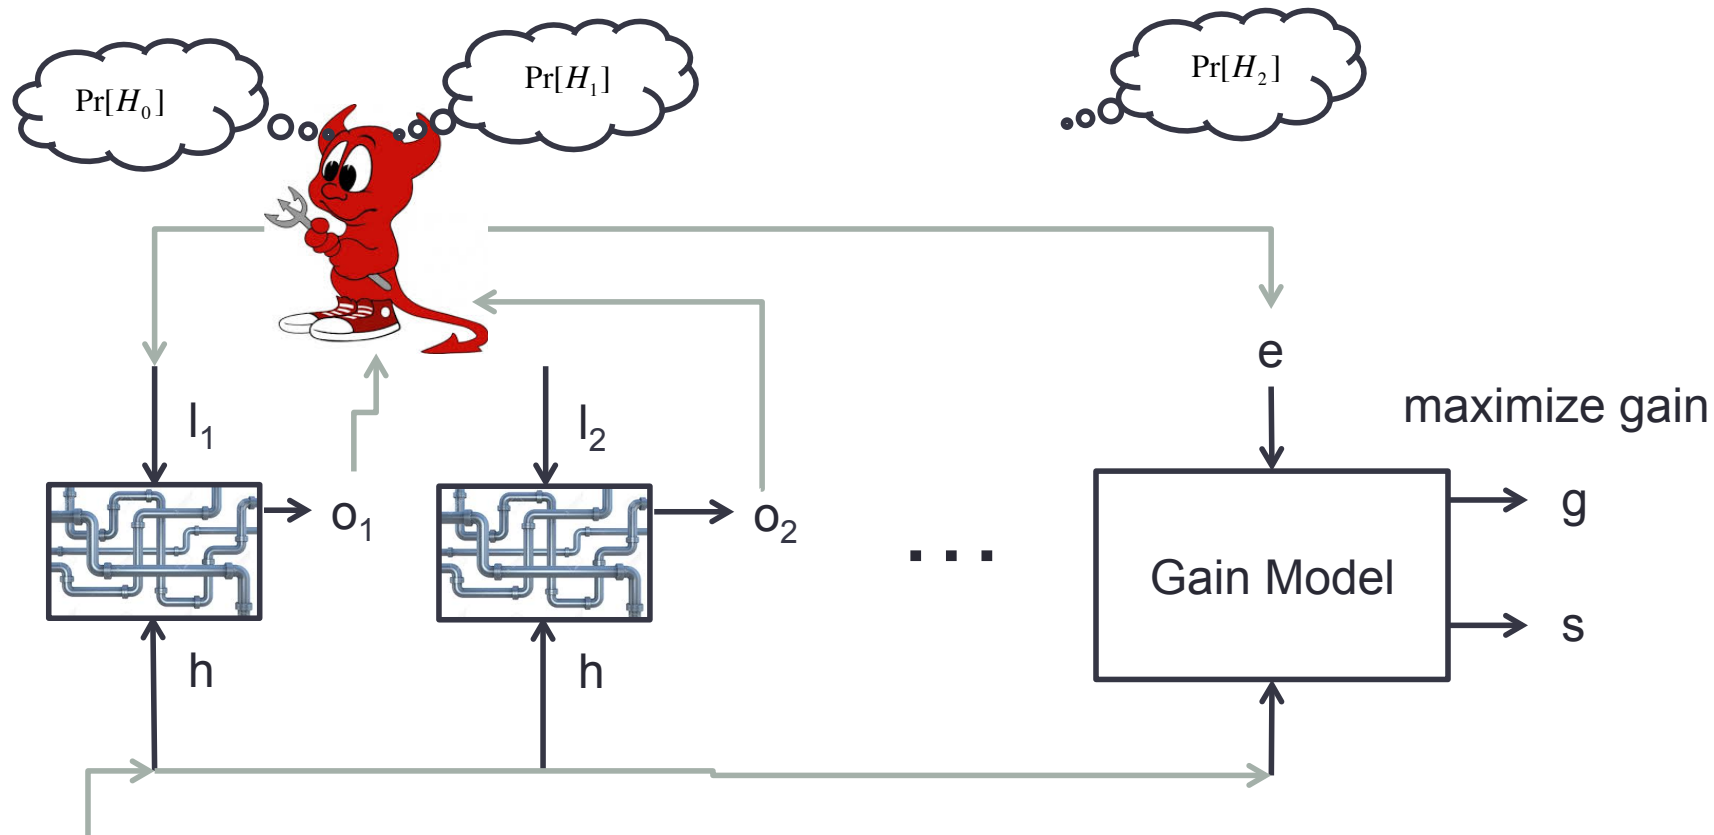 Pr[H₀]
Pr[H₁]
Pr[H₂]
e
maximize gain
l₁
l₂
g
o₁
o₂
...
Gain Model
s
h
h